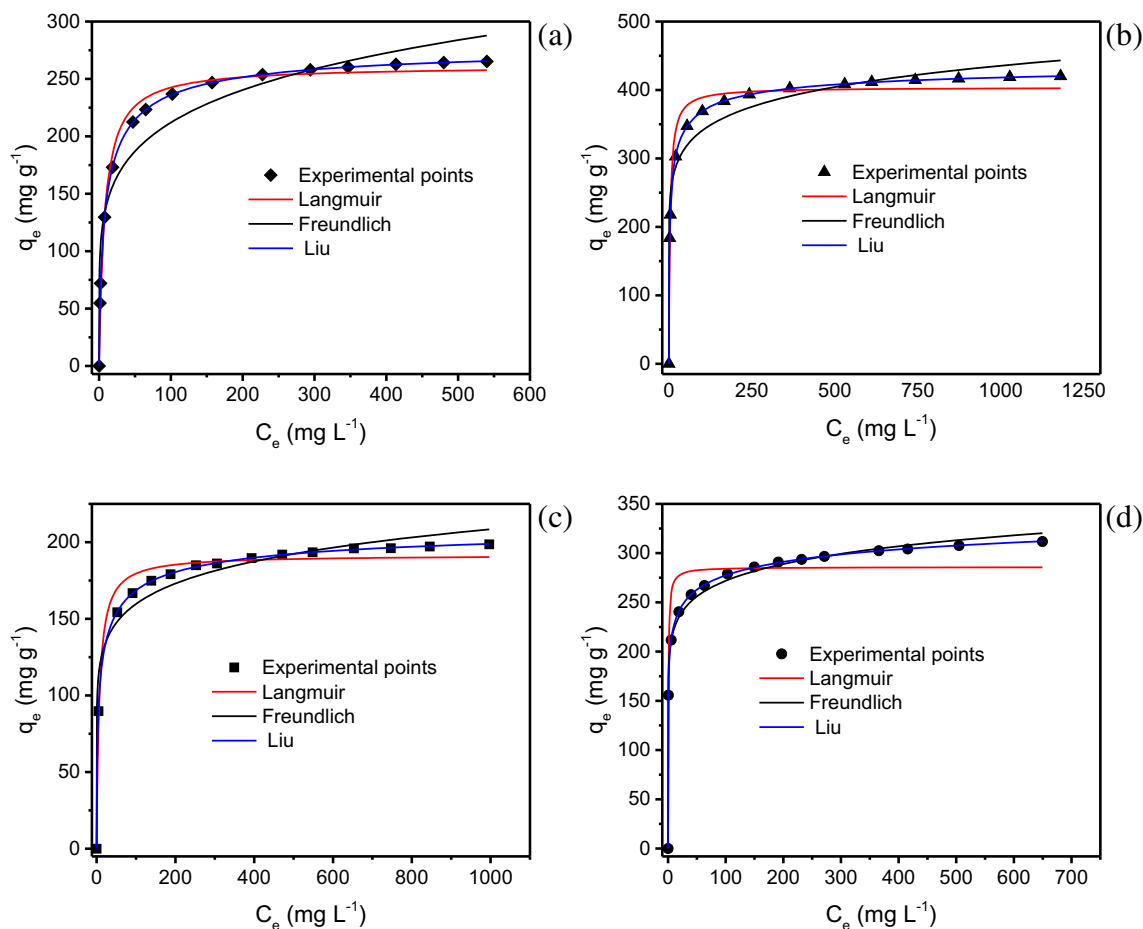 300
250
200
150
100
50
0
q_e (mg g^-1)
(a)
Experimental points
Langmuir
Freundlich
Liu
0 100 200 300 400 500 600
C_e (mg L^-1)
500
400
300
200
100
0
q_e (mg g^-1)
(b)
Experimental points
Langmuir
Freundlich
Liu
0 250 500 750 1000 1250
C_e (mg L^-1)
200
150
100
50
0
q_e (mg g^-1)
(c)
Experimental points
Langmuir
Freundlich
Liu
0 200 400 600 800 1000
C_e (mg L^-1)
350
300
250
200
150
100
50
0
q_e (mg g^-1)
(d)
Experimental points
Langmuir
Freundlich
Liu
0 100 200 300 400 500 600 700
C_e (mg L^-1)